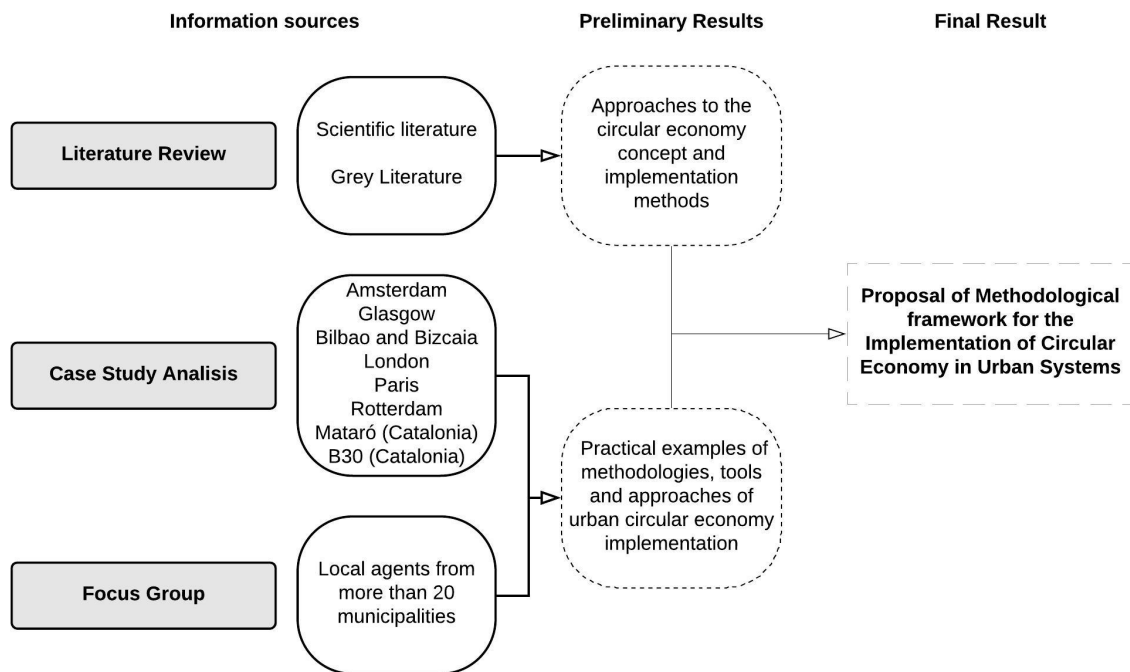 Information sources
Preliminary Results
Final Result
Literature Review
Scientific literature
Grey Literature
Approaches to the
circular economy
concept and
implementation
methods
Case Study Analisis
Amsterdam
Glasgow
Bilbao and Bizcaia
London
Paris
Rotterdam
Mataró (Catalonia)
B30 (Catalonia)
Focus Group
Local agents from
more than 20
municipalities
Practical examples of
methodologies, tools
and approaches of
urban circular economy
implementation
Proposal of Methodological
framework for the
Implementation of Circular
Economy in Urban Systems